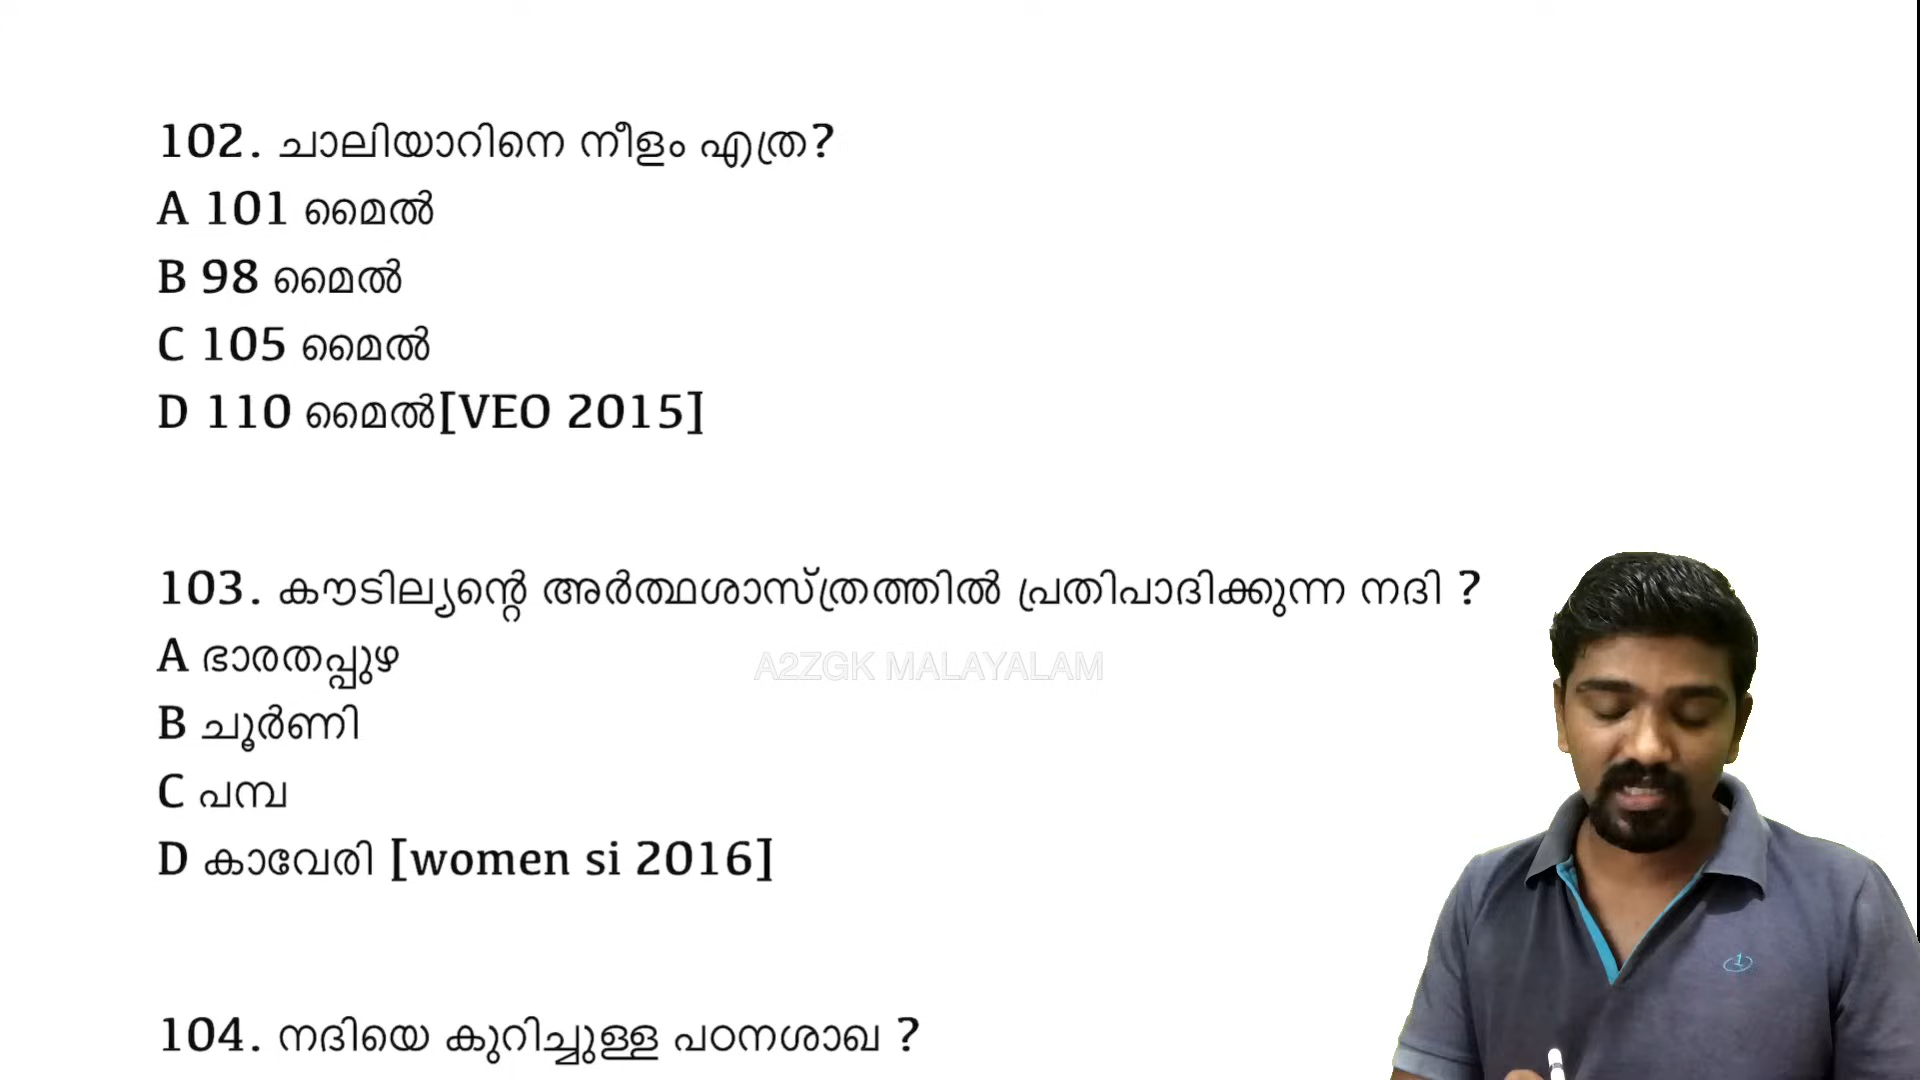 102. ചാലിയാറിനെ നീളം എത്ര?
A 101 മൈൽ
B 98 മൈൽ
C 105 മൈൽ
D 110 മൈൽ[VEO 2015]
103. കൗടില്യന്റെ അർത്ഥശാസ്ത്രത്തിൽ പ്രതിപാദിക്കുന്ന നദി ?
A ഭാരതപ്പുഴ
A2ZGK MALAYALAM
B ചൂർണി
C പമ്പ
D കാവേരി [women si 2016]
104. നദിയെ കുറിച്ചുള്ള പഠനശാഖ ?